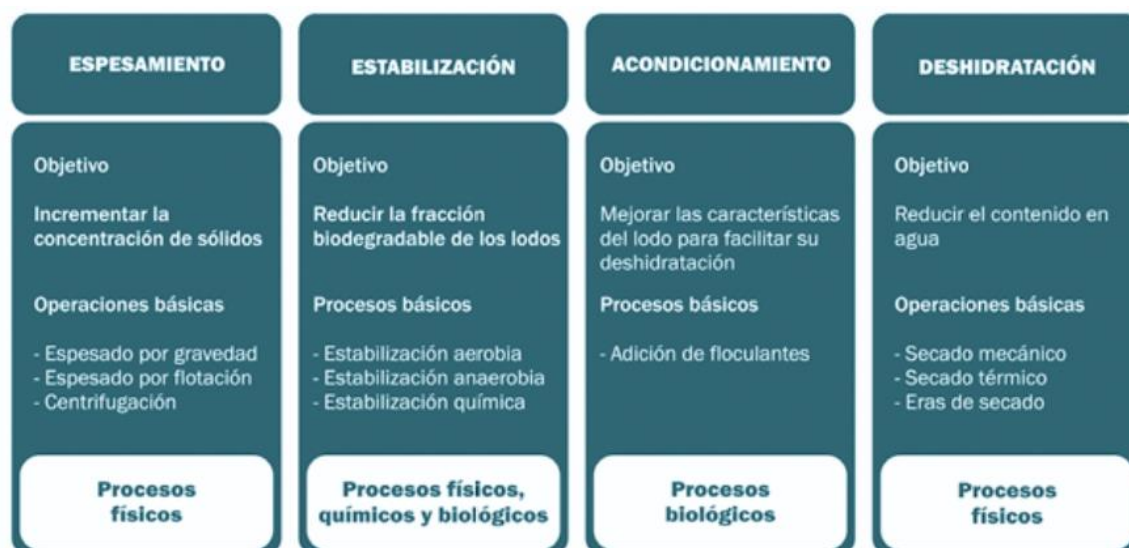 ESPESAMIENTO
Objetivo
Incrementar la
concentración de sólidos
Operaciones básicas
- Espesado por gravedad
- Espesado por flotación
- Centrifugación
Procesos
físicos
ESTABILIZACIÓN
Objetivo
Reducir la fracción
biodegradable de los lodos
Procesos básicos
- Estabilización aerobia
- Estabilización anaerobia
- Estabilización química
Procesos físicos,
químicos y biológicos
ACONDICIONAMIENTO
Objetivo
Mejorar las características
del lodo para facilitar su
deshidratación
Procesos básicos
- Adición de floculantes
Procesos
biológicos
DESHIDRATACIÓN
Objetivo
Reducir el contenido en
agua
Operaciones básicas
- Secado mecánico
- Secado térmico
- Eras de secado
Procesos
físicos